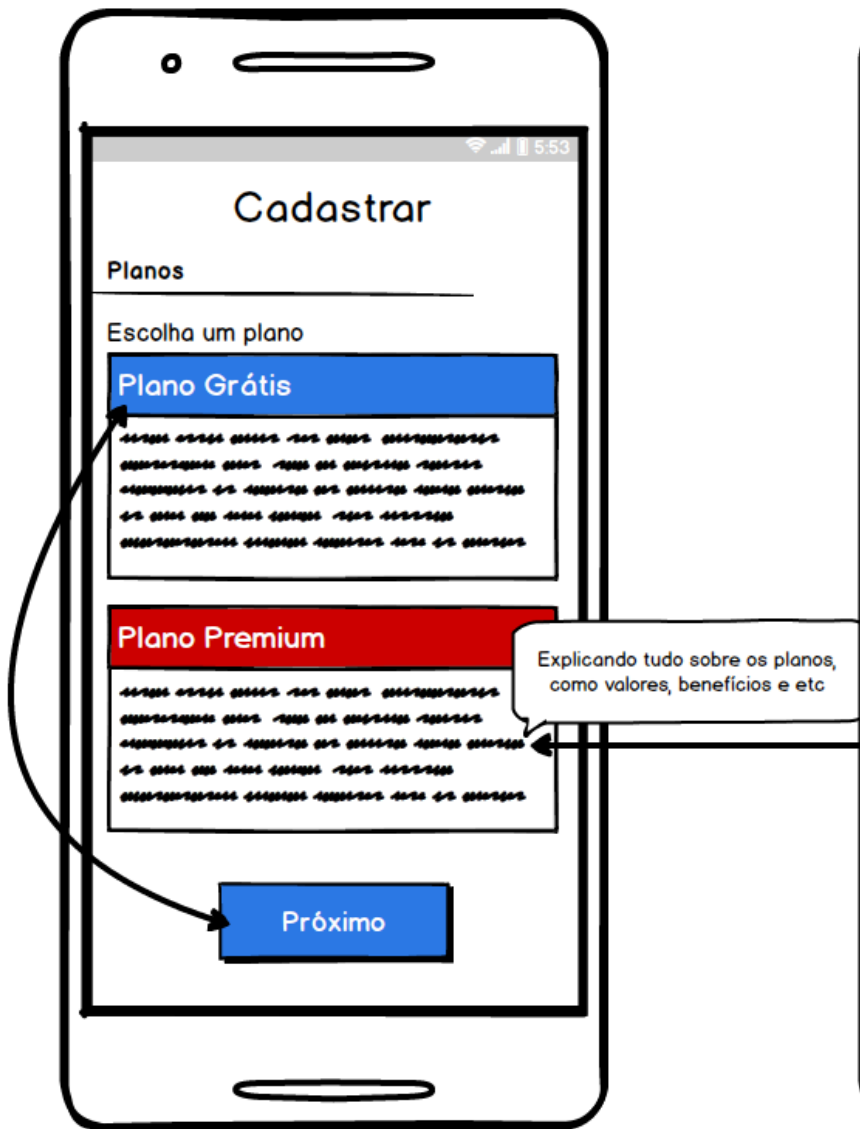 5:53
Cadastrar
Planos
Escolha um plano
Plano Grátis
Plano Premium
Explicando tudo sobre os planos,
como valores, benefícios e etc
Próximo